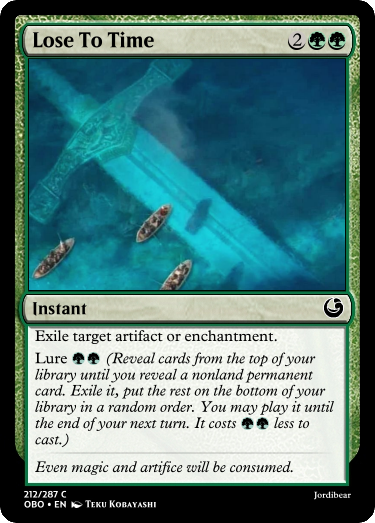 Lose To Time 2
Instant
Exile target artifact or enchantment.
Lure (Reveal cards from the top of your
library until you reveal a nonland permanent
card. Exile it, put the rest on the bottom of your
library in a random order. You may play it until
the end of your next turn. It costs less to
cast.)
Even magic and artifice will be consumed.
212/287 C
OBO • EN Teku Kobayashi
Jordibear